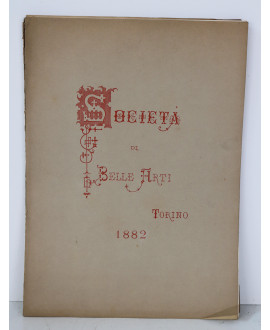 SOCIETÀ
DI
BELLE ARTI
TORINO
1882